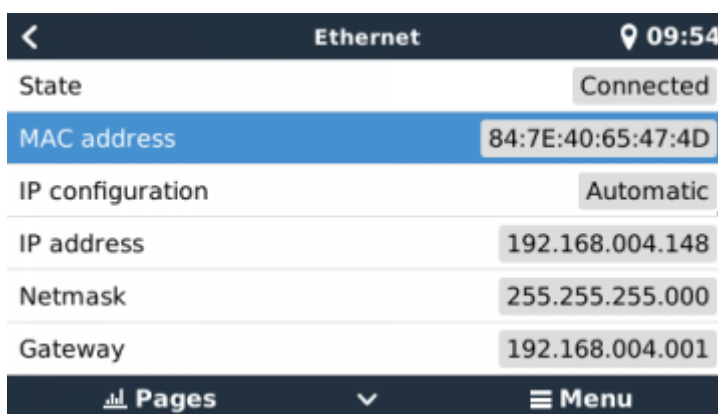 Ethernet 09:54
State Connected
MAC address 84:7E:40:65:47:4D
IP configuration Automatic
IP address 192.168.004.148
Netmask 255.255.255.000
Gateway 192.168.004.001
Pages Menu